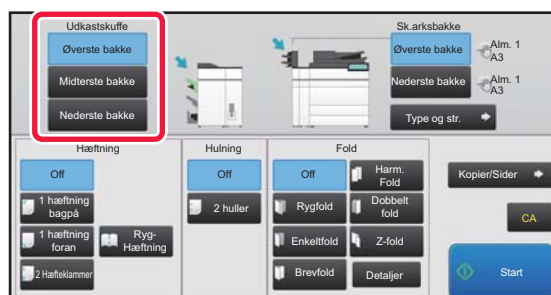 Udkastskuffe
Øverste bakke
Midterste bakke
Nederste bakke
Sk.arksbakke
Øverste bakke
Alm. 1
A3
Nederste bakke
Alm. 1
A3
Type og str.
Hæftning
Off
1 hæftning
bagpå
1 hæftning
foran
Ryg-
Hæftning
2 Hæfteklammer
Hulning
Off
2 huller
Fold
Off
Harm.
Fold
Rygfold
Dobbelt
fold
Enkeltfold
Z-fold
Brevfold
Detaljer
Kopier/Sider
CA
Start